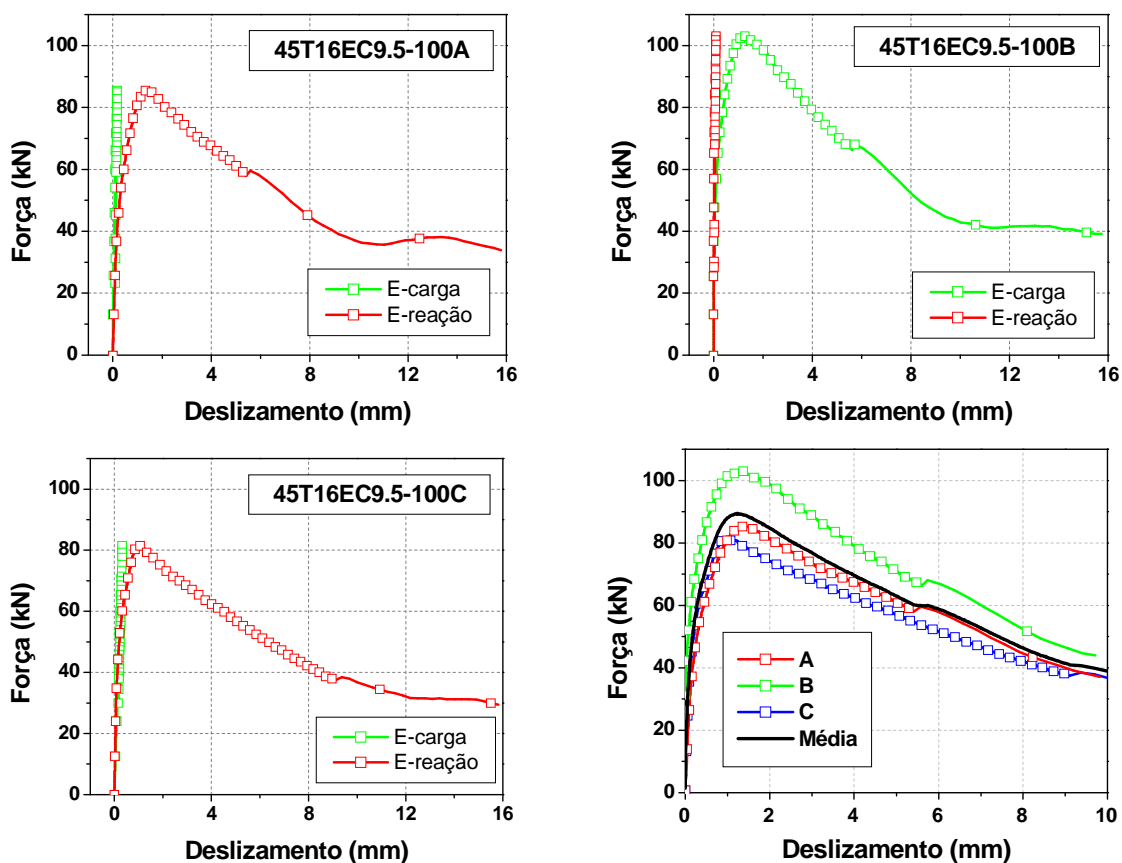 45T16EC9.5-100A
Força (kN)
100
80
60
40
20
0
E-carga
E-reação
0 4 8 12 16
Deslizamento (mm)
45T16EC9.5-100B
Força (kN)
100
80
60
40
20
0
E-carga
E-reação
0 2 4 6 8 10 12 14 16
Deslizamento (mm)
45T16EC9.5-100C
Força (kN)
100
80
60
40
20
0
E-carga
E-reação
0 4 8 12 16
Deslizamento (mm)
Força (kN)
100
80
60
40
20
0
A
B
C
Média
0 2 4 6 8 10
Deslizamento (mm)